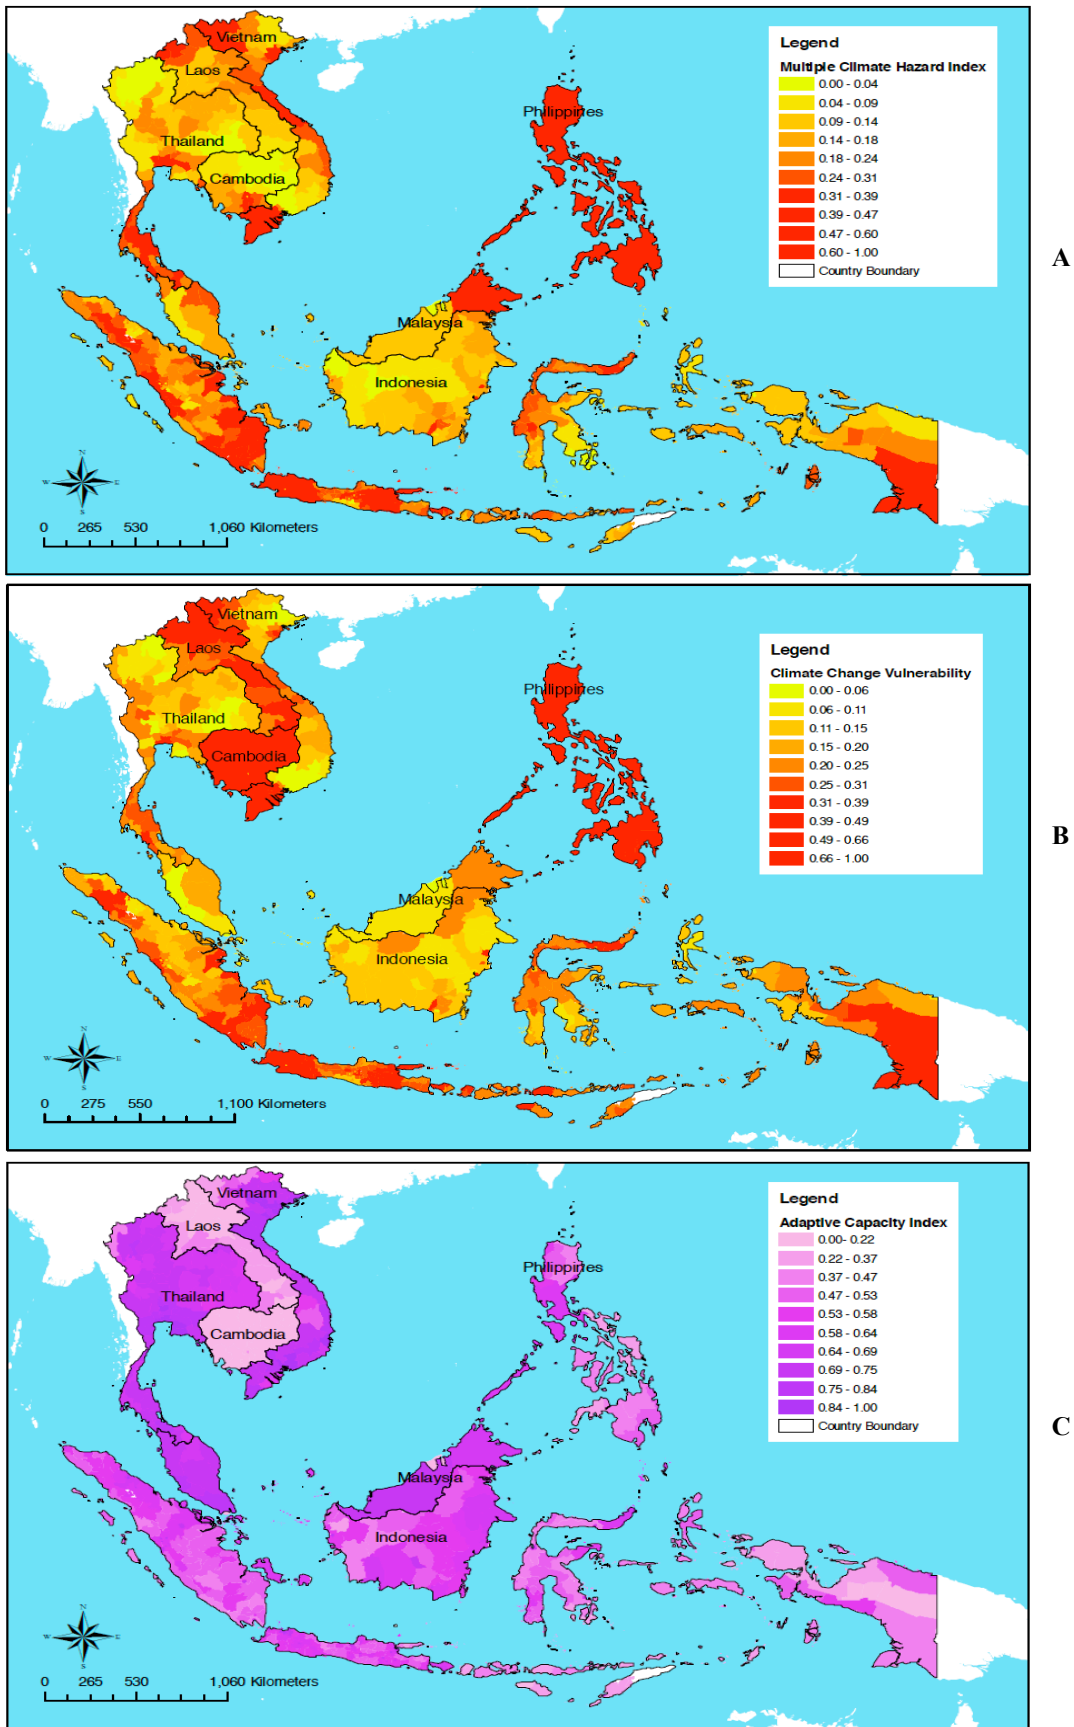 Vietnam
Laos
Thailand
Cambodia
Philippines
Malaysia
Indonesia
Legend
Multiple Climate Hazard Index
0.00 - 0.04
0.04 - 0.09
0.09 - 0.14
0.14 - 0.18
0.18 - 0.24
0.24 - 0.31
0.31 - 0.39
0.39 - 0.47
0.47 - 0.60
0.60 - 1.00
Country Boundary
A
N
W E
S
0 265 530 1,060 Kilometers
Vietnam
Laos
Thailand
Cambodia
Philippines
Malaysia
Indonesia
Legend
Climate Change Vulnerability
0.00 - 0.06
0.06 - 0.11
0.11 - 0.15
0.15 - 0.20
0.20 - 0.25
0.25 - 0.31
0.31 - 0.39
0.39 - 0.49
0.49 - 0.66
0.66 - 1.00
B
N
W E
S
0 275 550 1,100 Kilometers
Vietnam
Laos
Thailand
Cambodia
Philippines
Malaysia
Indonesia
Legend
Adaptive Capacity Index
0.00- 0.22
0.22 - 0.37
0.37 - 0.47
0.47 - 0.53
0.53 - 0.58
0.58 - 0.64
0.64 - 0.69
0.69 - 0.75
0.75 - 0.84
0.84 - 1.00
Country Boundary
C
N
W E
S
0 265 530 1,060 Kilometers